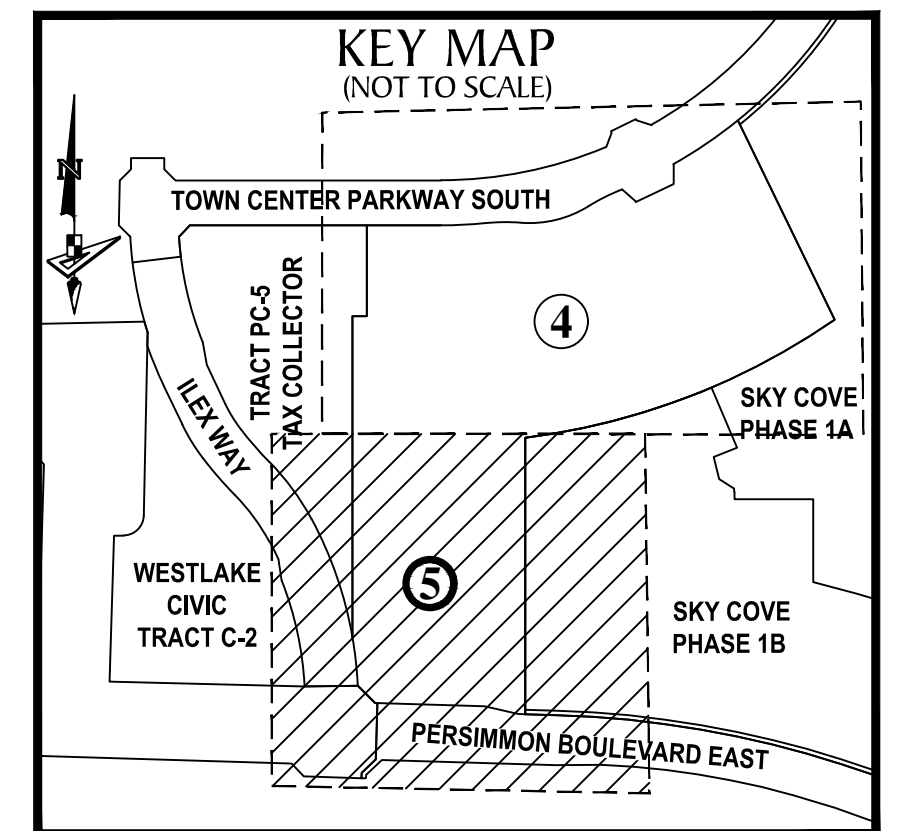 KEY MAP
(NOT TO SCALE)
N
TOWN CENTER PARKWAY SOUTH
TRACT PC-5
TAX COLLECTOR
4
ILEX WAY
SKY COVE
PHASE 1A
WESTLAKE
CIVIC
TRACT C-2
5
SKY COVE
PHASE 1B
PERSIMMON BOULEVARD EAST